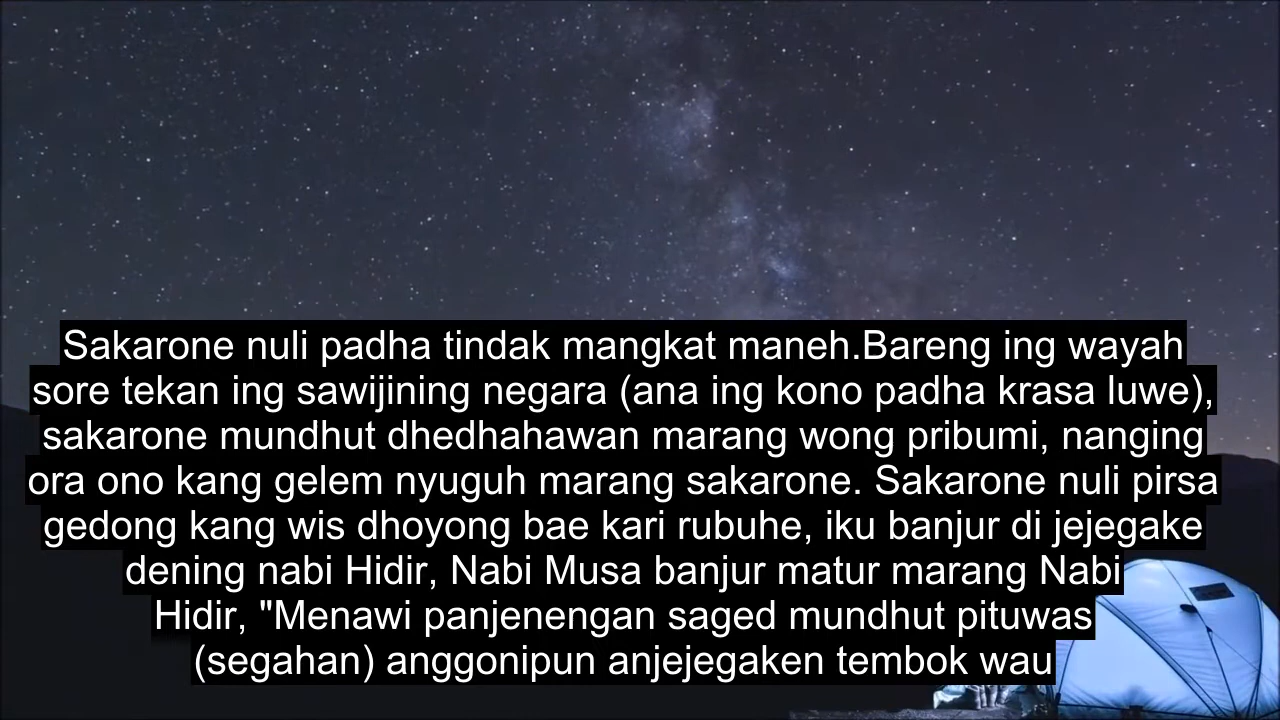 Sakarone nuli padha tindak mangkat maneh.Bareng ing wayah
sore tekan ing sawijining negara (ana ing kono padha krasa luwe),
sakarone mundhut dhedhahawan marang wong pribumi, nanging
ora ono kang gelem nyuguh marang sakarone. Sakarone nuli pirsa
gedong kang wis dhoyong bae kari rubuhe, iku banjur di jejegake
dening nabi Hidir, Nabi Musa banjur matur marang Nabi
Hidir, "Menawi panjenengan saged mundhut pituwas
(segahan) anggonipun anjejegaken tembok wau